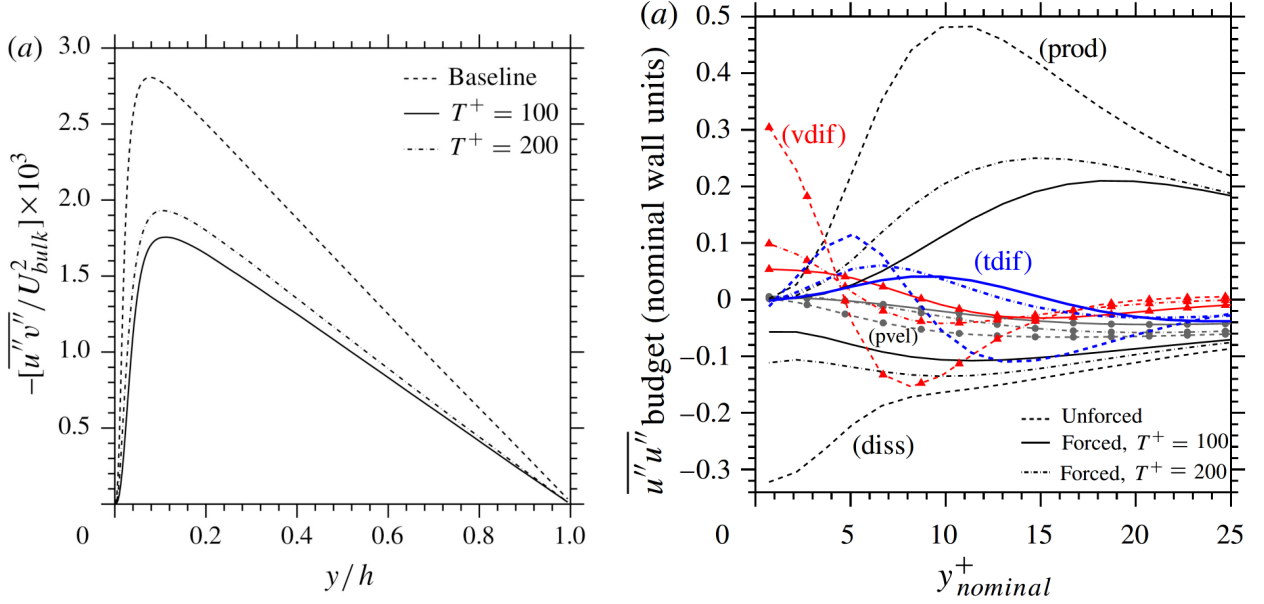 (a)
3.0
2.5
2.0
1.5
1.0
0.5
0
0.2
0.4
0.6
0.8
1.0
y/h
−[u″v″/U²bulk]×10³
Baseline
T⁺ = 100
T⁺ = 200
(a)
0.5
0.4
0.3
0.2
0.1
0
−0.1
−0.2
−0.3
0
5
10
15
20
25
y⁺nominal
u″u″ budget (nominal wall units)
(prod)
(vdif)
(tdif)
(pvel)
(diss)
Unforced
Forced, T⁺ = 100
Forced, T⁺ = 200